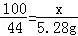 100/44 = x/5.28g